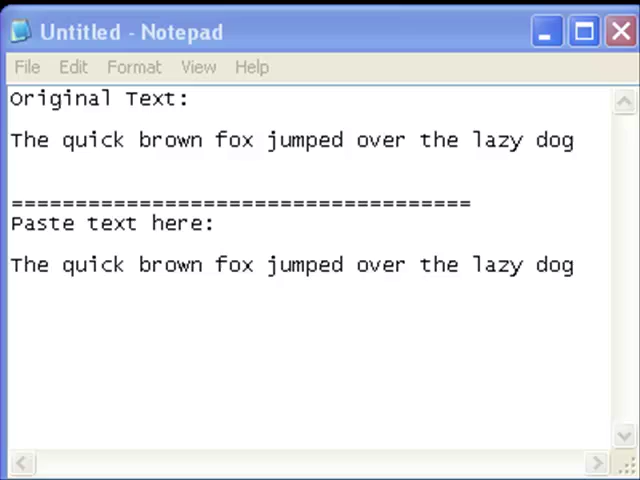 Untitled - Notepad
File Edit Format View Help
Original Text:
The quick brown fox jumped over the lazy dog
====================================
Paste text here:
The quick brown fox jumped over the lazy dog